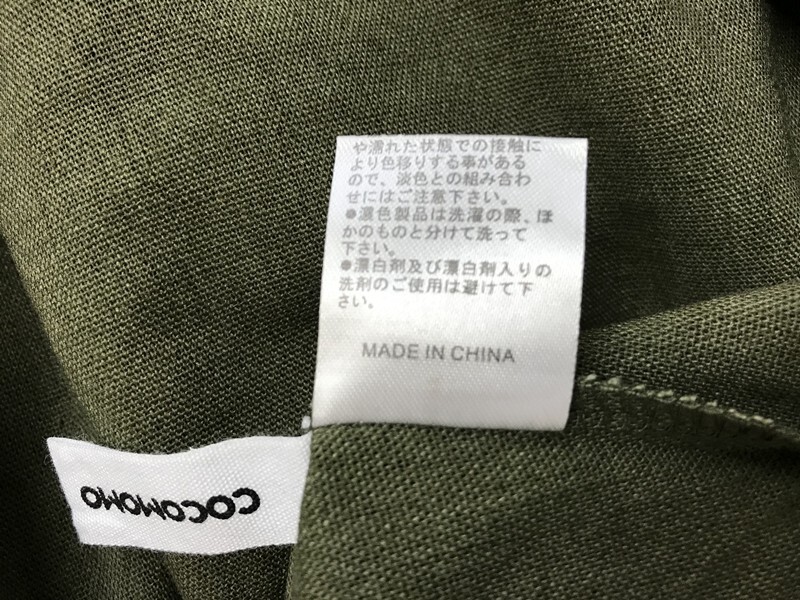 や濡れた状態での接触に
より色移りする事がある
ので、淡色との組み合わ
せにはご注意下さい。
●濃色製品は洗濯の際、ほ
かのものと分けて洗って
下さい。
●漂白剤及び漂白剤入りの
洗剤のご使用は避けて下
さい。
MADE IN CHINA
COCOMOMO